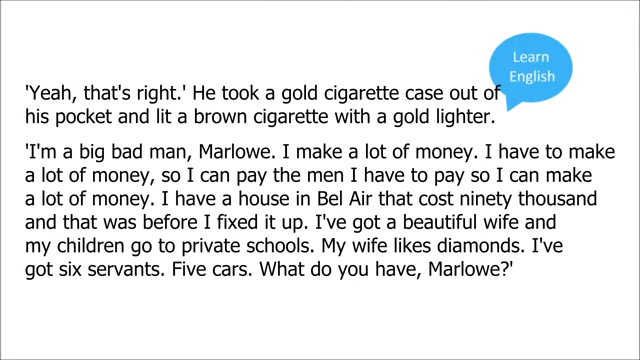 Learn
English
'Yeah, that's right.' He took a gold cigarette case out of
his pocket and lit a brown cigarette with a gold lighter.
'I'm a big bad man, Marlowe. I make a lot of money. I have to make
a lot of money, so I can pay the men I have to pay so I can make
a lot of money. I have a house in Bel Air that cost ninety thousand
and that was before I fixed it up. I've got a beautiful wife and
my children go to private schools. My wife likes diamonds. I've
got six servants. Five cars. What do you have, Marlowe?'